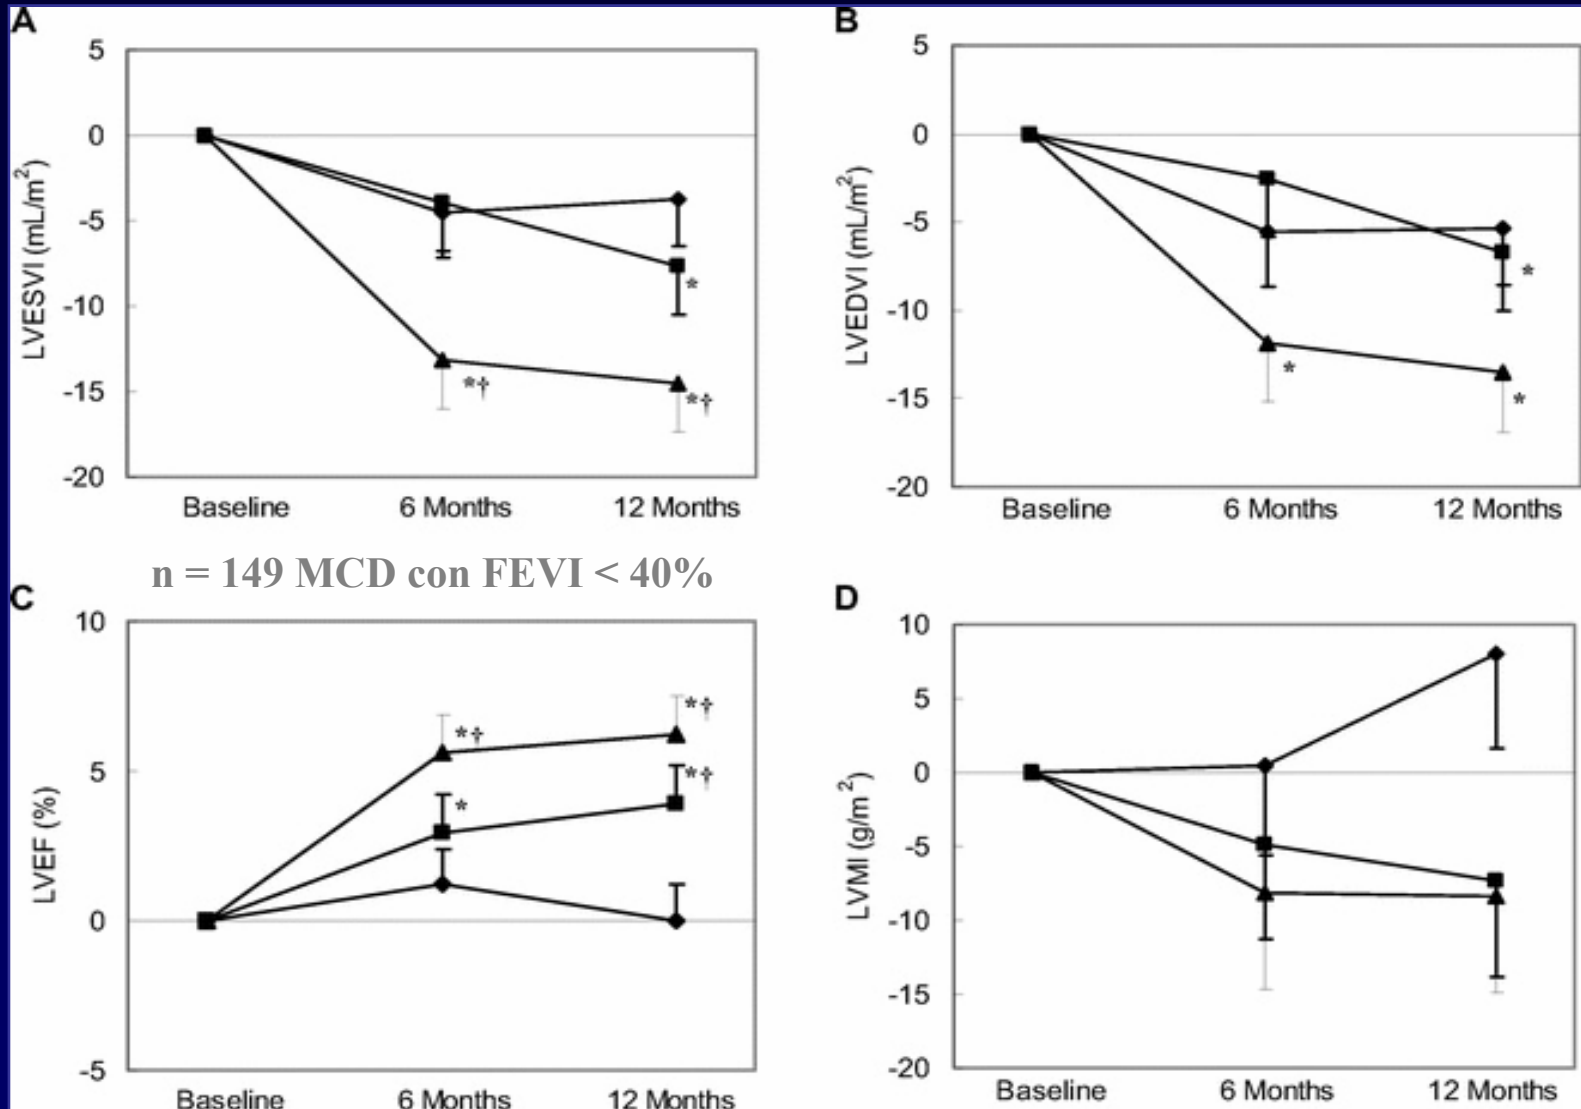 A
LVESVI (mL/m²)
5
0
-5
-10
-15
-20
*†
*
*†
Baseline 6 Months 12 Months
B
LVEDVI (mL/m²)
5
0
-5
-10
-15
-20
*
*
*
Baseline 6 Months 12 Months
n = 149 MCD con FEVI < 40%
C
LVEF (%)
10
5
0
-5
*†
*
*†
*†
Baseline 6 Months 12 Months
D
LVMI (g/m²)
10
5
0
-5
-10
-15
-20
Baseline 6 Months 12 Months